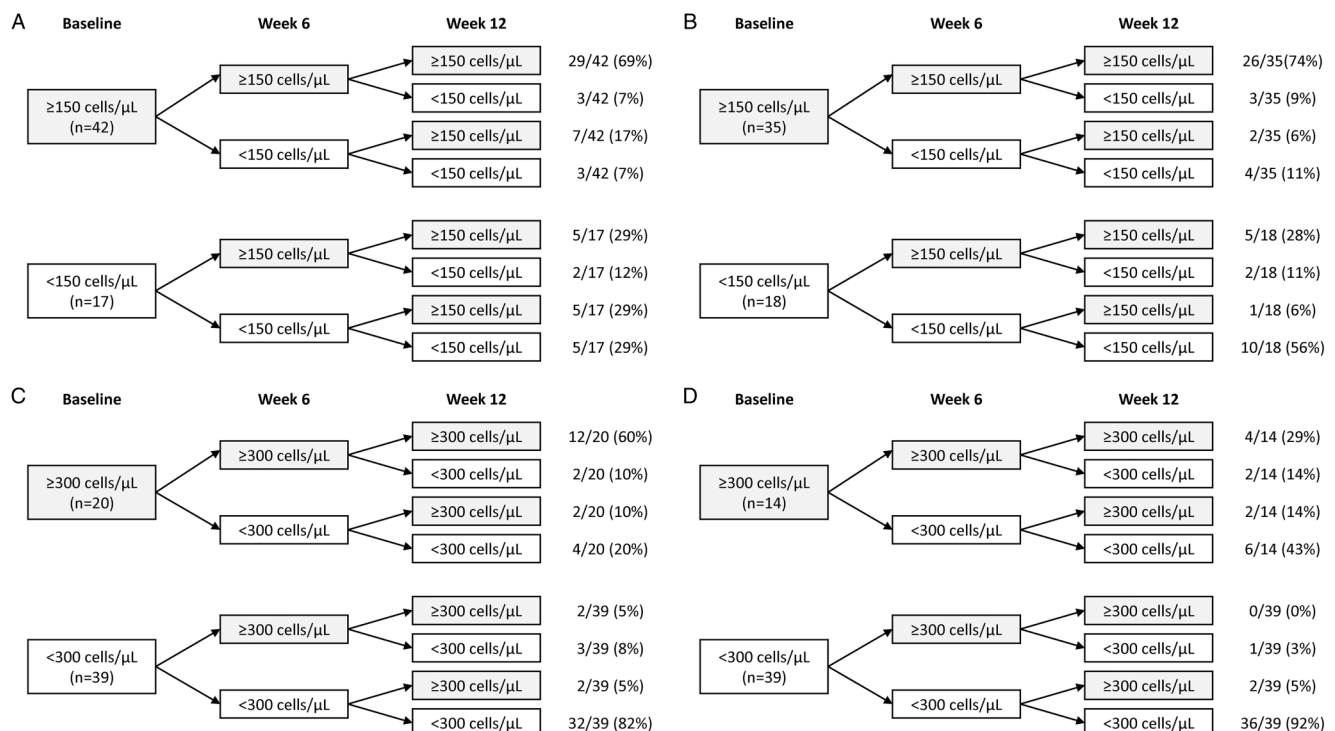 A
Baseline Week 6 Week 12
≥150 cells/µL
(n=42)
≥150 cells/µL
≥150 cells/µL 29/42 (69%)
<150 cells/µL 3/42 (7%)
<150 cells/µL
≥150 cells/µL 7/42 (17%)
<150 cells/µL 3/42 (7%)
<150 cells/µL
(n=17)
≥150 cells/µL
≥150 cells/µL 5/17 (29%)
<150 cells/µL 2/17 (12%)
<150 cells/µL
≥150 cells/µL 5/17 (29%)
<150 cells/µL 5/17 (29%)
B
Baseline Week 6 Week 12
≥150 cells/µL
(n=35)
≥150 cells/µL
≥150 cells/µL 26/35(74%)
<150 cells/µL 3/35 (9%)
<150 cells/µL
≥150 cells/µL 2/35 (6%)
<150 cells/µL 4/35 (11%)
<150 cells/µL
(n=18)
≥150 cells/µL
≥150 cells/µL 5/18 (28%)
<150 cells/µL 2/18 (11%)
<150 cells/µL
≥150 cells/µL 1/18 (6%)
<150 cells/µL 10/18 (56%)
C
Baseline Week 6 Week 12
≥300 cells/µL
(n=20)
≥300 cells/µL
≥300 cells/µL 12/20 (60%)
<300 cells/µL 2/20 (10%)
<300 cells/µL
≥300 cells/µL 2/20 (10%)
<300 cells/µL 4/20 (20%)
<300 cells/µL
(n=39)
≥300 cells/µL
≥300 cells/µL 2/39 (5%)
<300 cells/µL 3/39 (8%)
<300 cells/µL
≥300 cells/µL 2/39 (5%)
<300 cells/µL 32/39 (82%)
D
Baseline Week 6 Week 12
≥300 cells/µL
(n=14)
≥300 cells/µL
≥300 cells/µL 4/14 (29%)
<300 cells/µL 2/14 (14%)
<300 cells/µL
≥300 cells/µL 2/14 (14%)
<300 cells/µL 6/14 (43%)
<300 cells/µL
(n=39)
≥300 cells/µL
≥300 cells/µL 0/39 (0%)
<300 cells/µL 1/39 (3%)
<300 cells/µL
≥300 cells/µL 2/39 (5%)
<300 cells/µL 36/39 (92%)